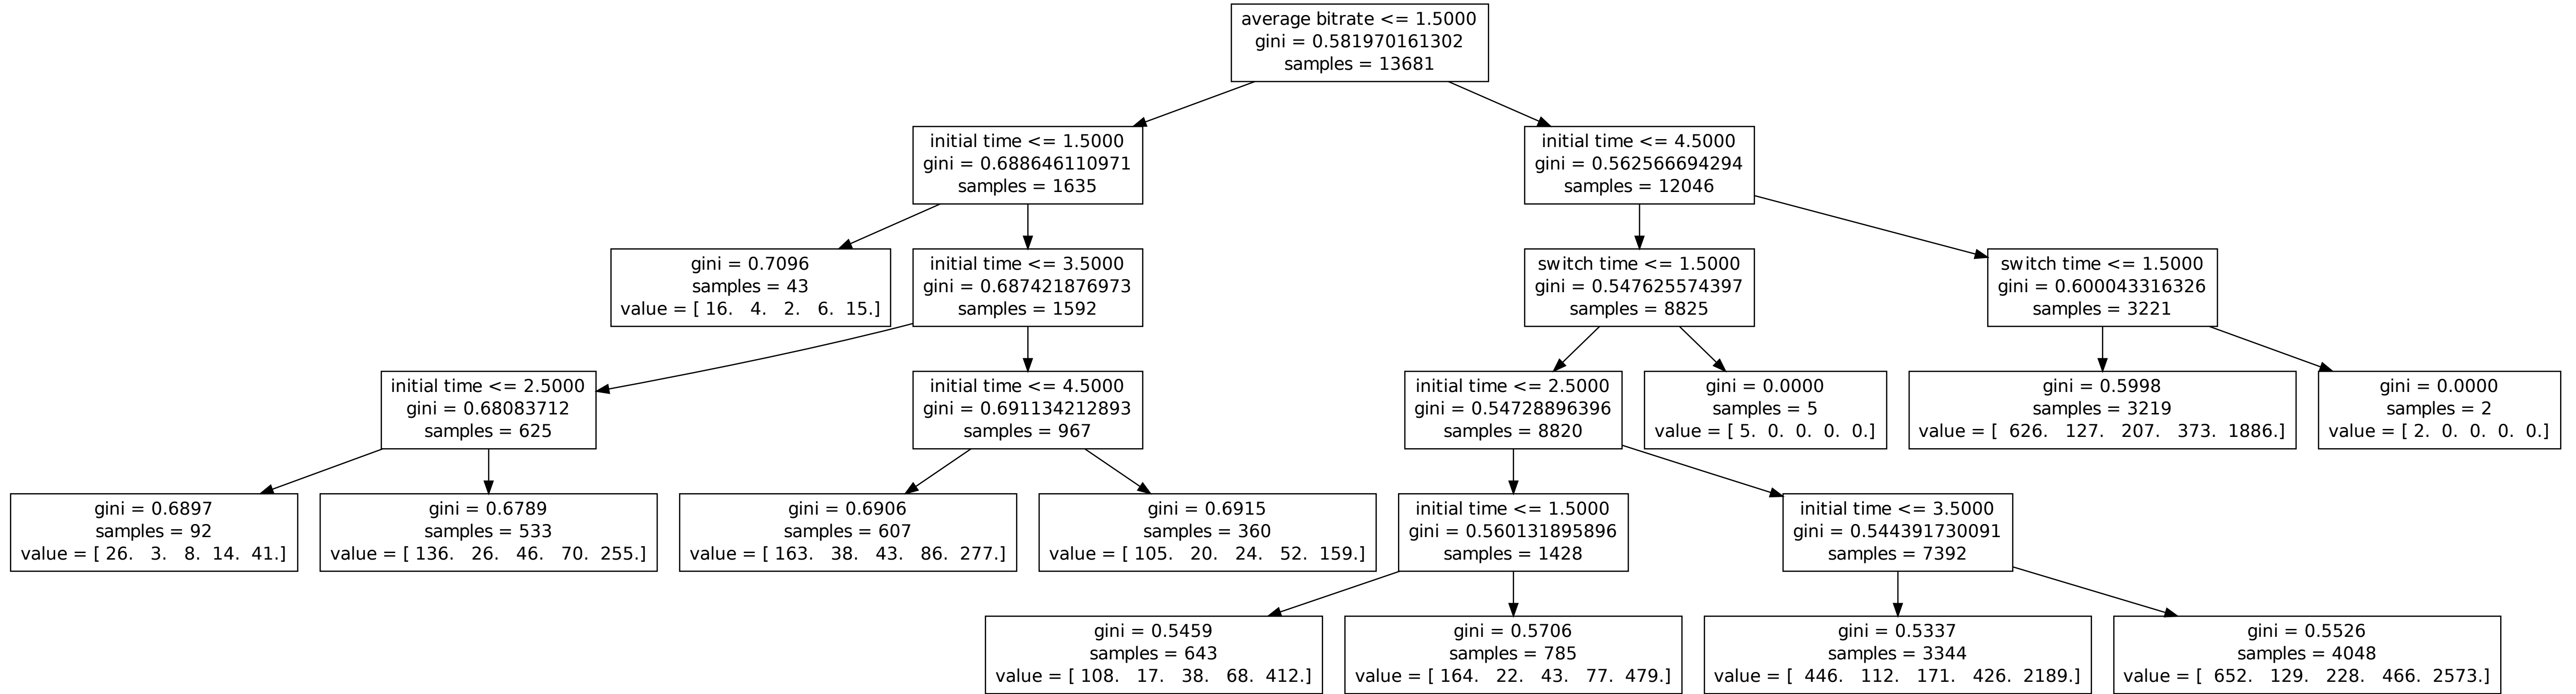 average bitrate <= 1.5000
gini = 0.581970161302
samples = 13681
initial time <= 1.5000
gini = 0.688646110971
samples = 1635
initial time <= 4.5000
gini = 0.562566694294
samples = 12046
gini = 0.7096
samples = 43
value = [ 16. 4. 2. 6. 15.]
initial time <= 3.5000
gini = 0.687421876973
samples = 1592
switch time <= 1.5000
gini = 0.547625574397
samples = 8825
switch time <= 1.5000
gini = 0.600043316326
samples = 3221
initial time <= 2.5000
gini = 0.68083712
samples = 625
initial time <= 4.5000
gini = 0.691134212893
samples = 967
initial time <= 2.5000
gini = 0.54728896396
samples = 8820
gini = 0.0000
samples = 5
value = [ 5. 0. 0. 0. 0.]
gini = 0.5998
samples = 3219
value = [ 626. 127. 207. 373. 1886.]
gini = 0.0000
samples = 2
value = [ 2. 0. 0. 0. 0.]
gini = 0.6897
samples = 92
value = [ 26. 3. 8. 14. 41.]
gini = 0.6789
samples = 533
value = [ 136. 26. 46. 70. 255.]
gini = 0.6906
samples = 607
value = [ 163. 38. 43. 86. 277.]
gini = 0.6915
samples = 360
value = [ 105. 20. 24. 52. 159.]
initial time <= 1.5000
gini = 0.560131895896
samples = 1428
initial time <= 3.5000
gini = 0.544391730091
samples = 7392
gini = 0.5459
samples = 643
value = [ 108. 17. 38. 68. 412.]
gini = 0.5706
samples = 785
value = [ 164. 22. 43. 77. 479.]
gini = 0.5337
samples = 3344
value = [ 446. 112. 171. 426. 2189.]
gini = 0.5526
samples = 4048
value = [ 652. 129. 228. 466. 2573.]